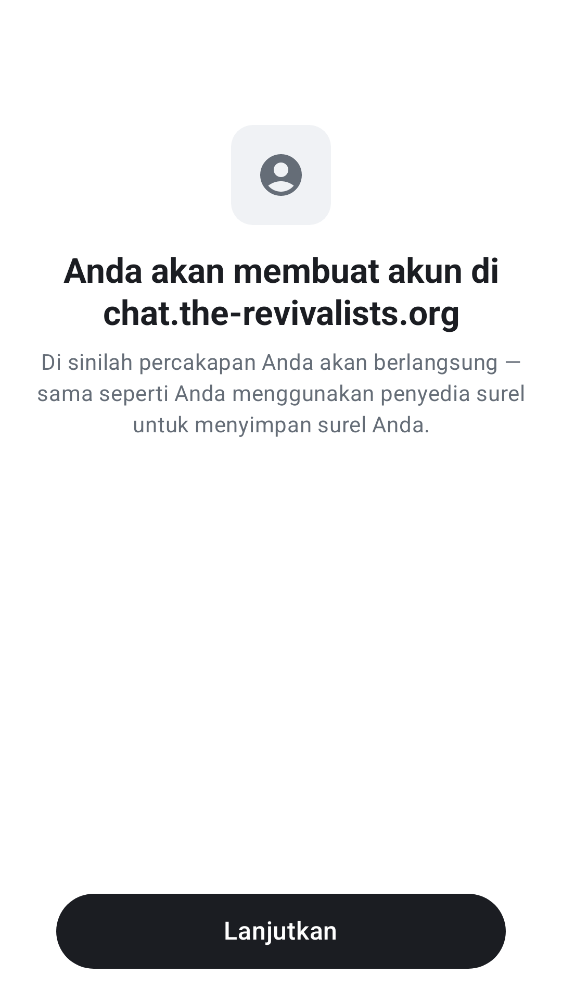 Anda akan membuat akun di
chat.the-revivalists.org
Di sinilah percakapan Anda akan berlangsung —
sama seperti Anda menggunakan penyedia surel
untuk menyimpan surel Anda.
Lanjutkan